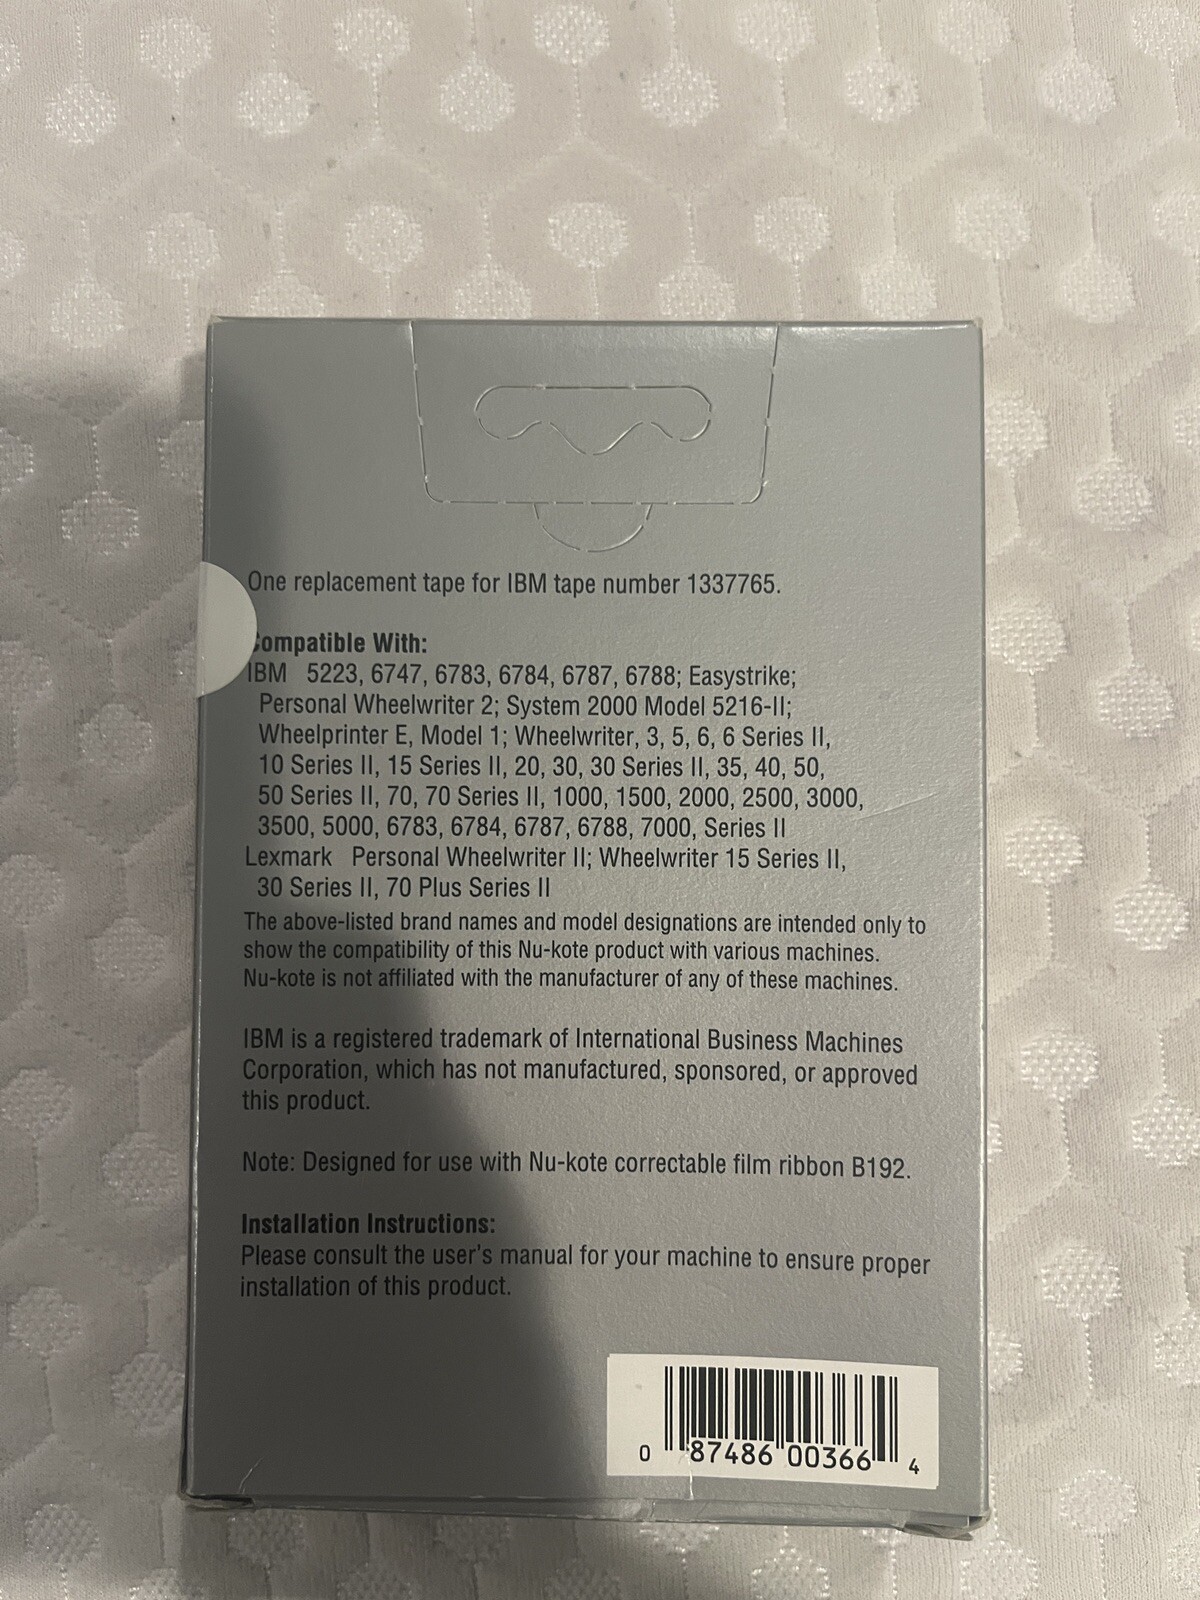 One replacement tape for IBM tape number 1337765.
Compatible With:
IBM 5223, 6747, 6783, 6784, 6787, 6788; Easystrike;
Personal Wheelwriter 2; System 2000 Model 5216-II;
Wheelprinter E, Model 1; Wheelwriter, 3, 5, 6, 6 Series II,
10 Series II, 15 Series II, 20, 30, 30 Series II, 35, 40, 50,
50 Series II, 70, 70 Series II, 1000, 1500, 2000, 2500, 3000,
3500, 5000, 6783, 6784, 6787, 6788, 7000, Series II
Lexmark Personal Wheelwriter II; Wheelwriter 15 Series II,
30 Series II, 70 Plus Series II
The above-listed brand names and model designations are intended only to
show the compatibility of this Nu-kote product with various machines.
Nu-kote is not affiliated with the manufacturer of any of these machines.
IBM is a registered trademark of International Business Machines
Corporation, which has not manufactured, sponsored, or approved
this product.
Note: Designed for use with Nu-kote correctable film ribbon B192.
Installation Instructions:
Please consult the user's manual for your machine to ensure proper
installation of this product.
0 87486 00366 4